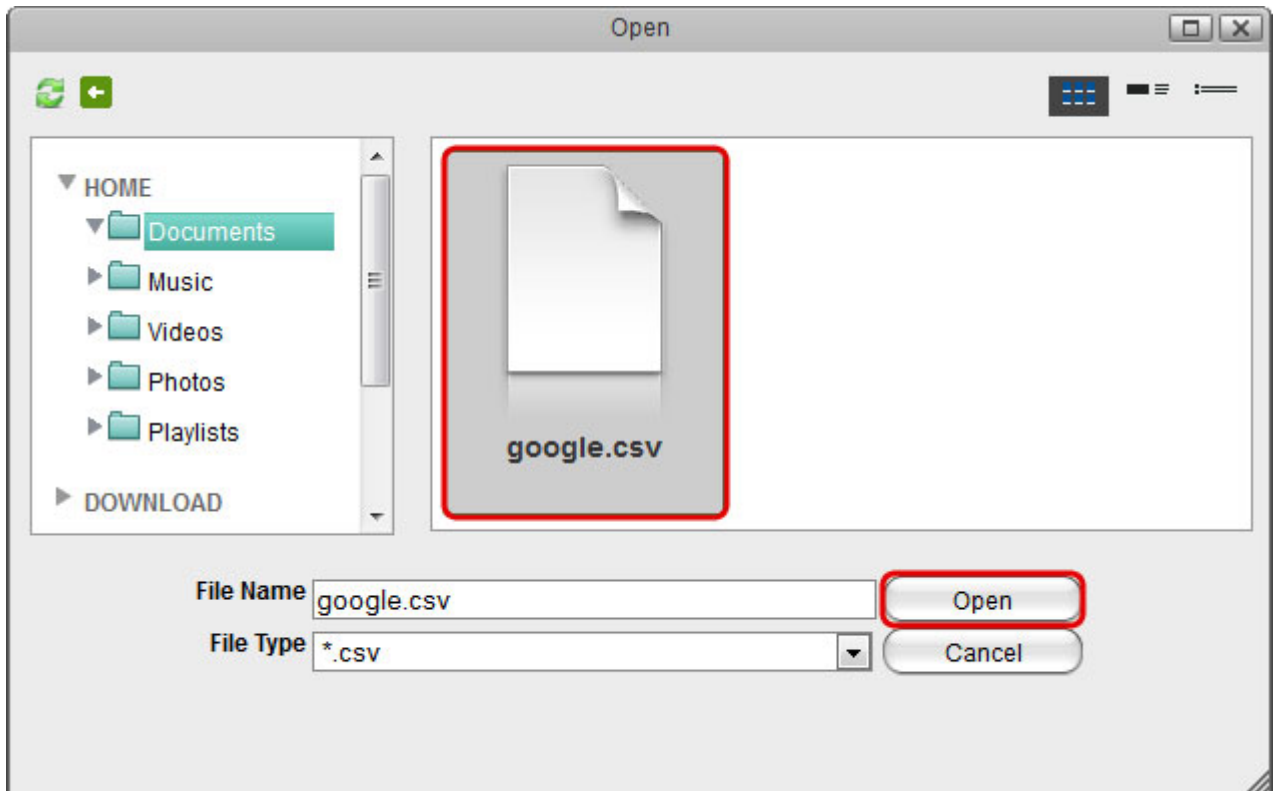 Open
HOME
Documents
Music
Videos
Photos
Playlists
DOWNLOAD
google.csv
File Name google.csv Open
File Type *.csv Cancel